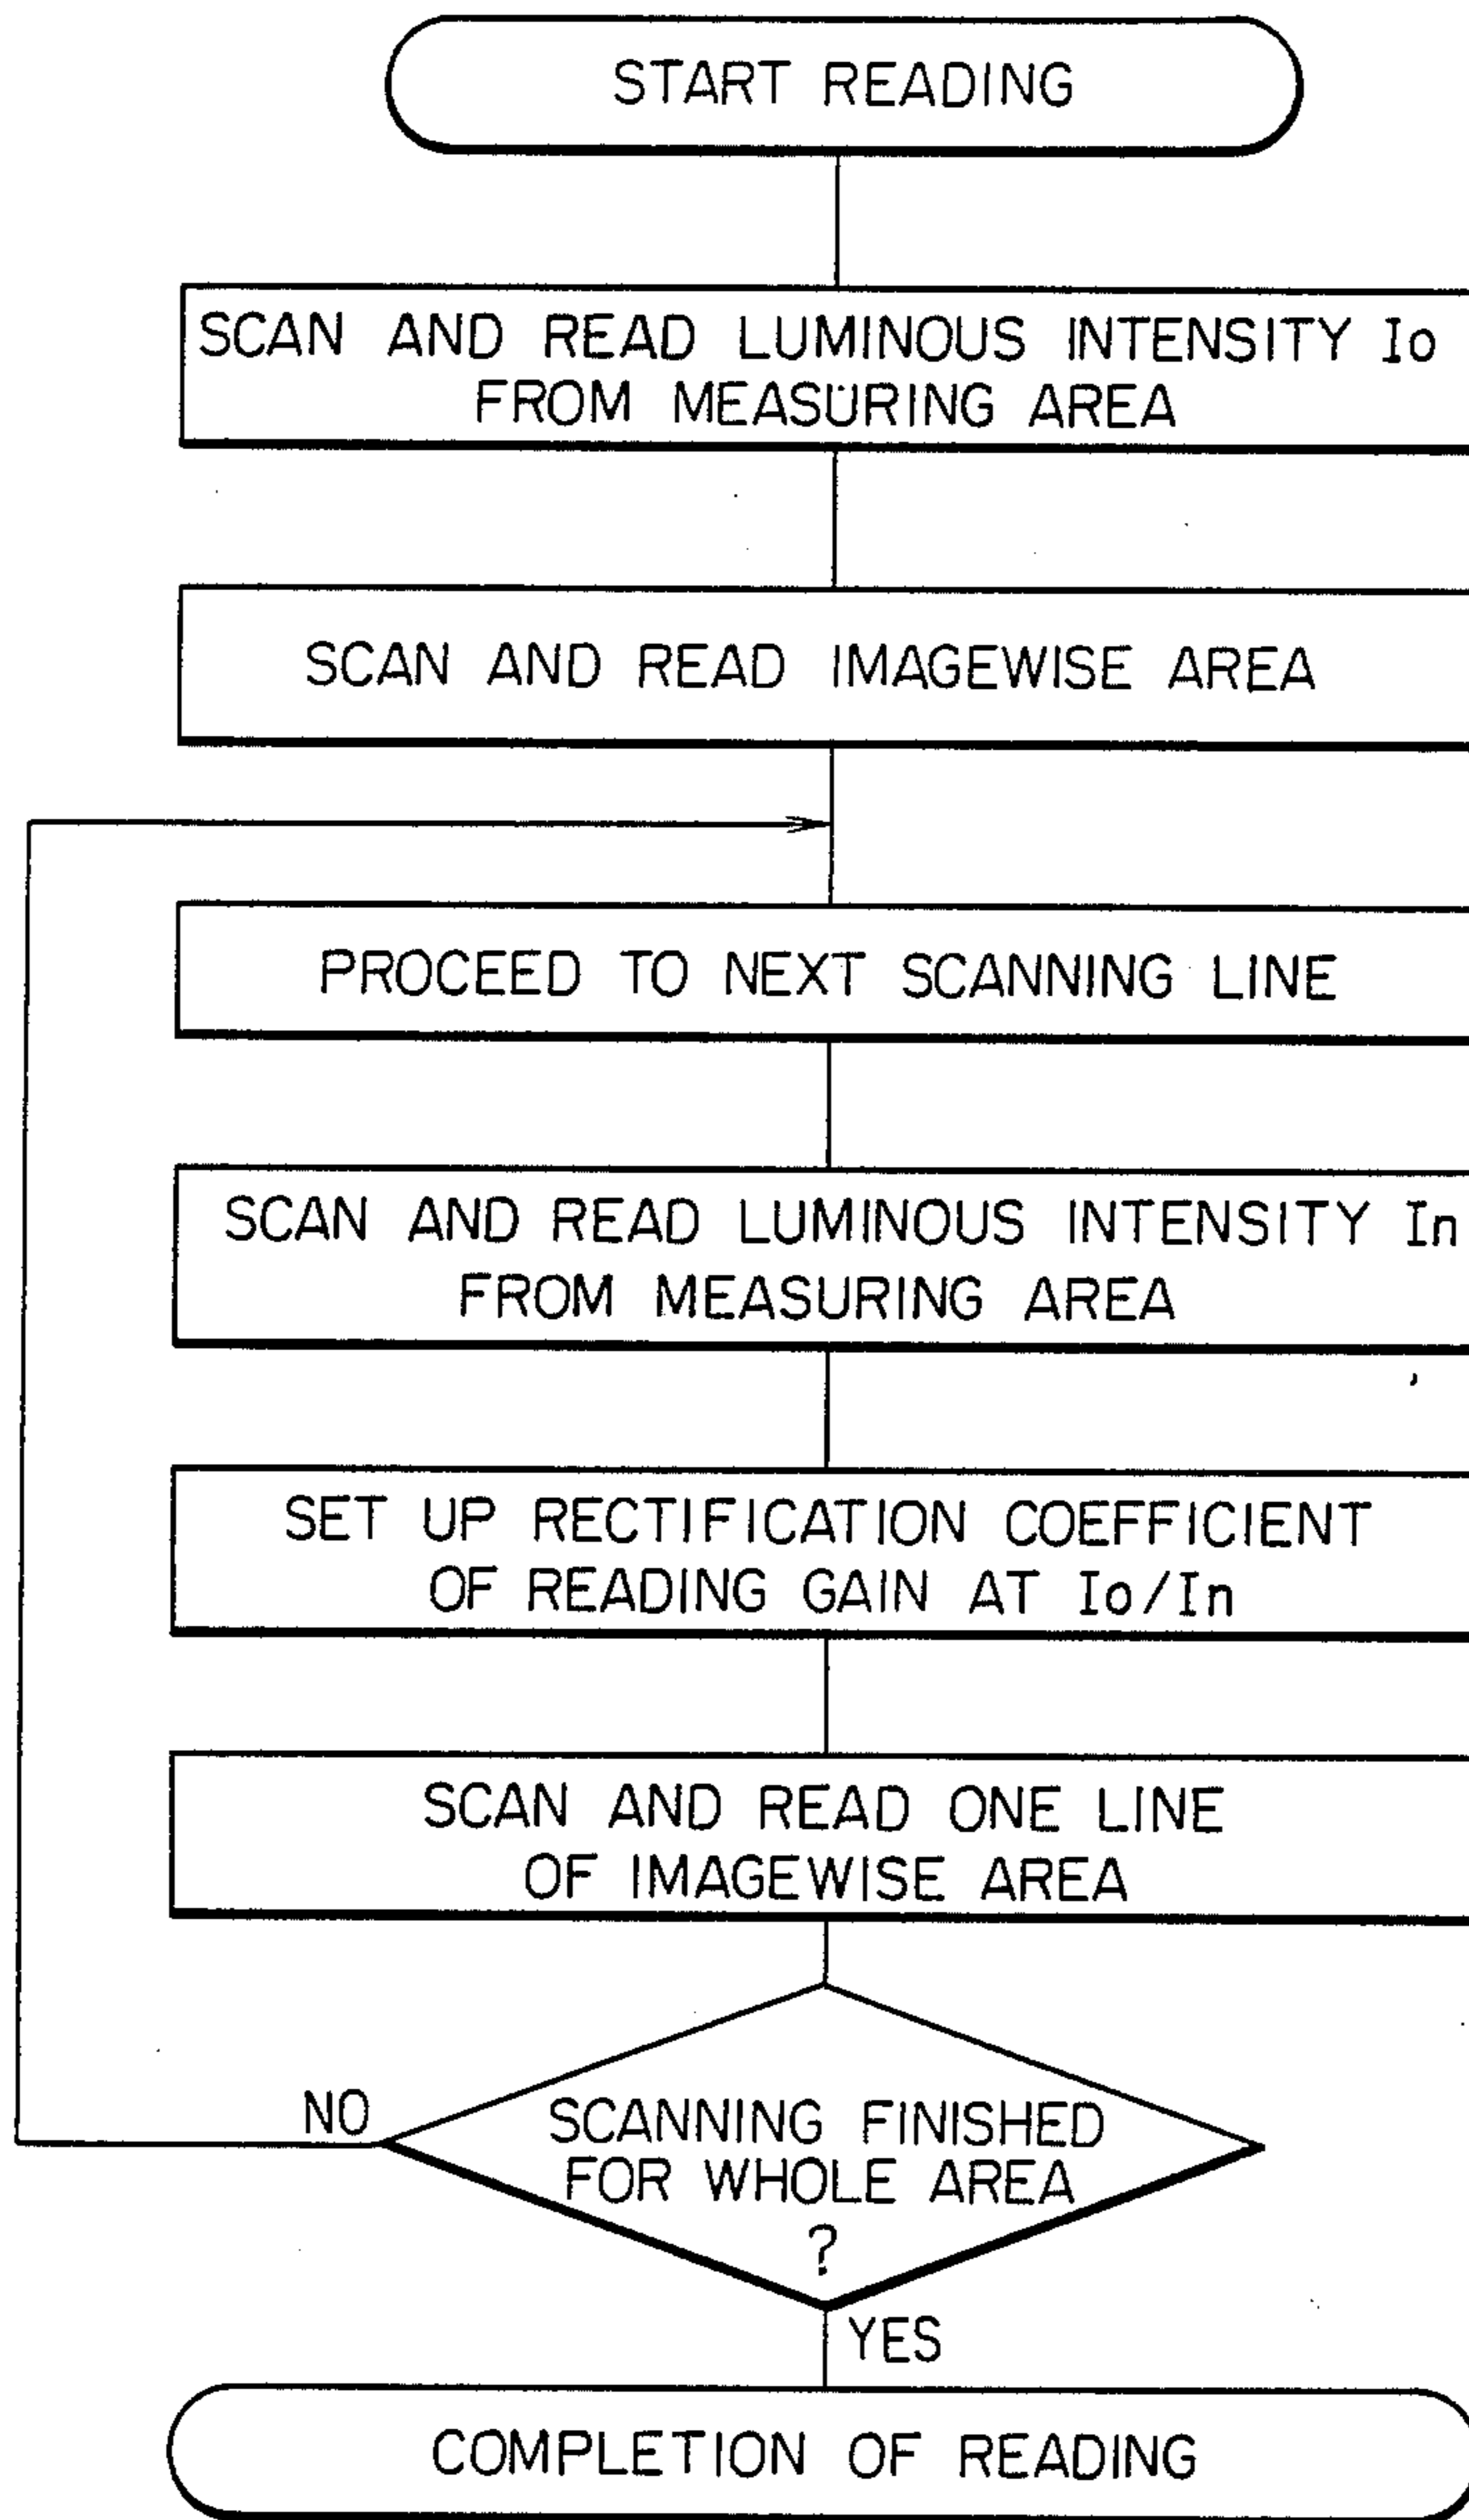 START READING
SCAN AND READ LUMINOUS INTENSITY Io
FROM MEASURING AREA
SCAN AND READ IMAGEWISE AREA
PROCEED TO NEXT SCANNING LINE
SCAN AND READ LUMINOUS INTENSITY In
FROM MEASURING AREA
SET UP RECTIFICATION COEFFICIENT
OF READING GAIN AT Io/In
SCAN AND READ ONE LINE
OF IMAGEWISE AREA
NO
SCANNING FINISHED
FOR WHOLE AREA
?
YES
COMPLETION OF READING